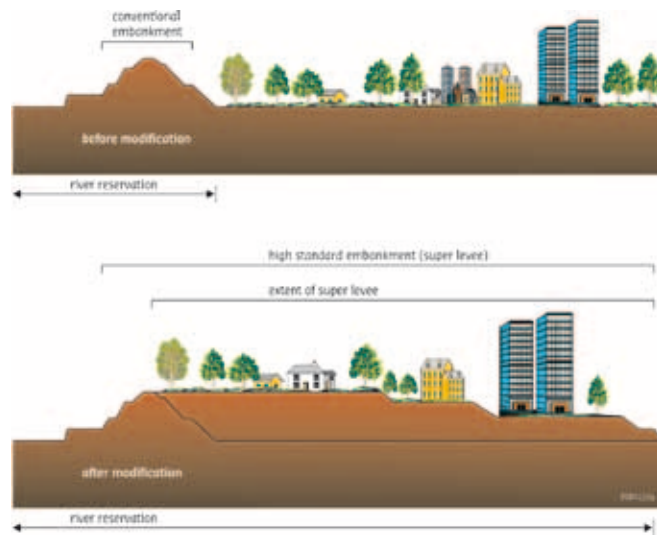 conventional
embankment
before modification
river reservation
high standard embankment (super levee)
extent of super levee
after modification
river reservation